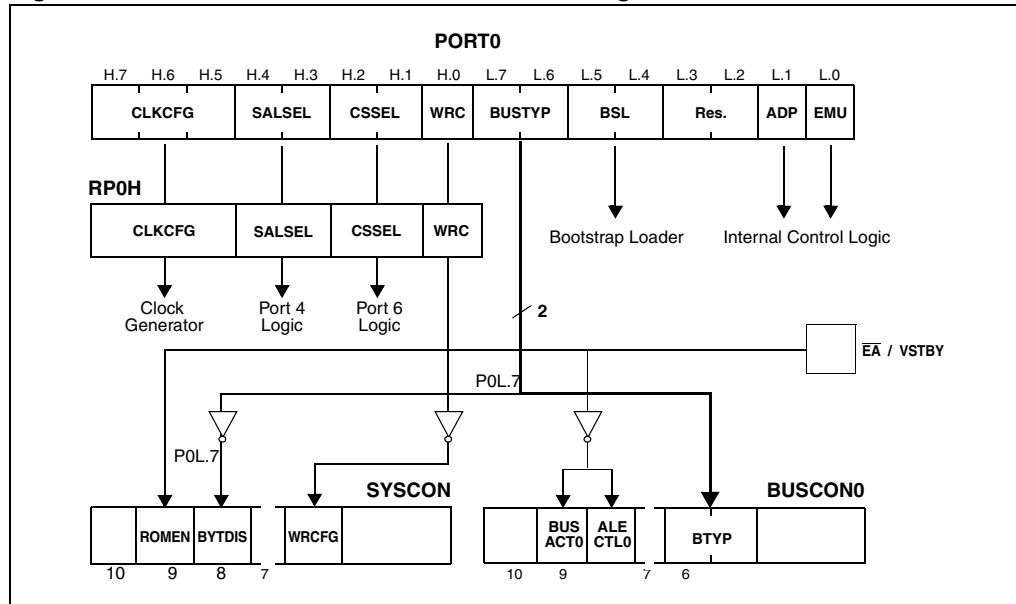 PORT0
H.7 H.6 H.5 H.4 H.3 H.2 H.1 H.0 L.7 L.6 L.5 L.4 L.3 L.2 L.1 L.0
CLKCFG SALSEL CSSEL WRC BUSTYP BSL Res. ADP EMU
RP0H
CLKCFG SALSEL CSSEL WRC
Bootstrap Loader Internal Control Logic
Clock Generator
Port 4 Logic
Port 6 Logic
2
EA / VSTBY
P0L.7
P0L.7
SYSCON BUSCON0
ROMEN BYTDIS WRCFG
BUS ACT0
ALE CTL0
BTYP
10 9 8 7 10 9 7 6